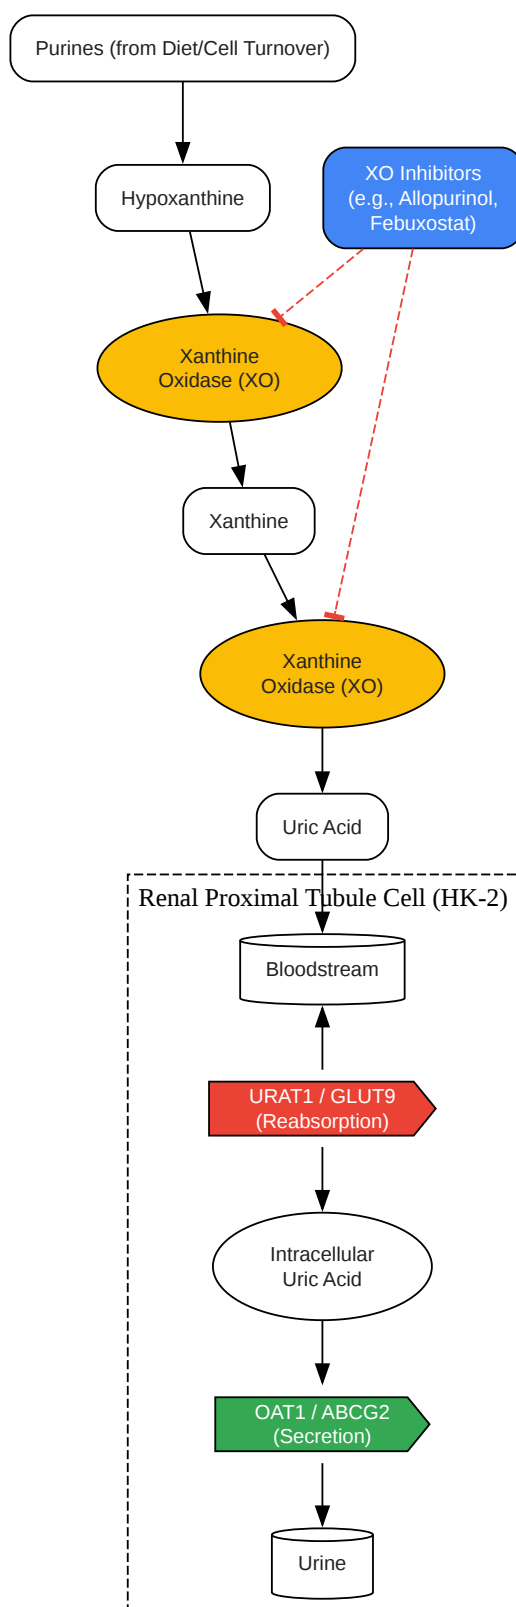 Purines (from Diet/Cell Turnover)
Hypoxanthine
XO Inhibitors
(e.g., Allopurinol,
Febuxostat)
Xanthine
Oxidase (XO)
Xanthine
Xanthine
Oxidase (XO)
Uric Acid
Renal Proximal Tubule Cell (HK-2)
Bloodstream
URAT1 / GLUT9
(Reabsorption)
Intracellular
Uric Acid
OAT1 / ABCG2
(Secretion)
Urine